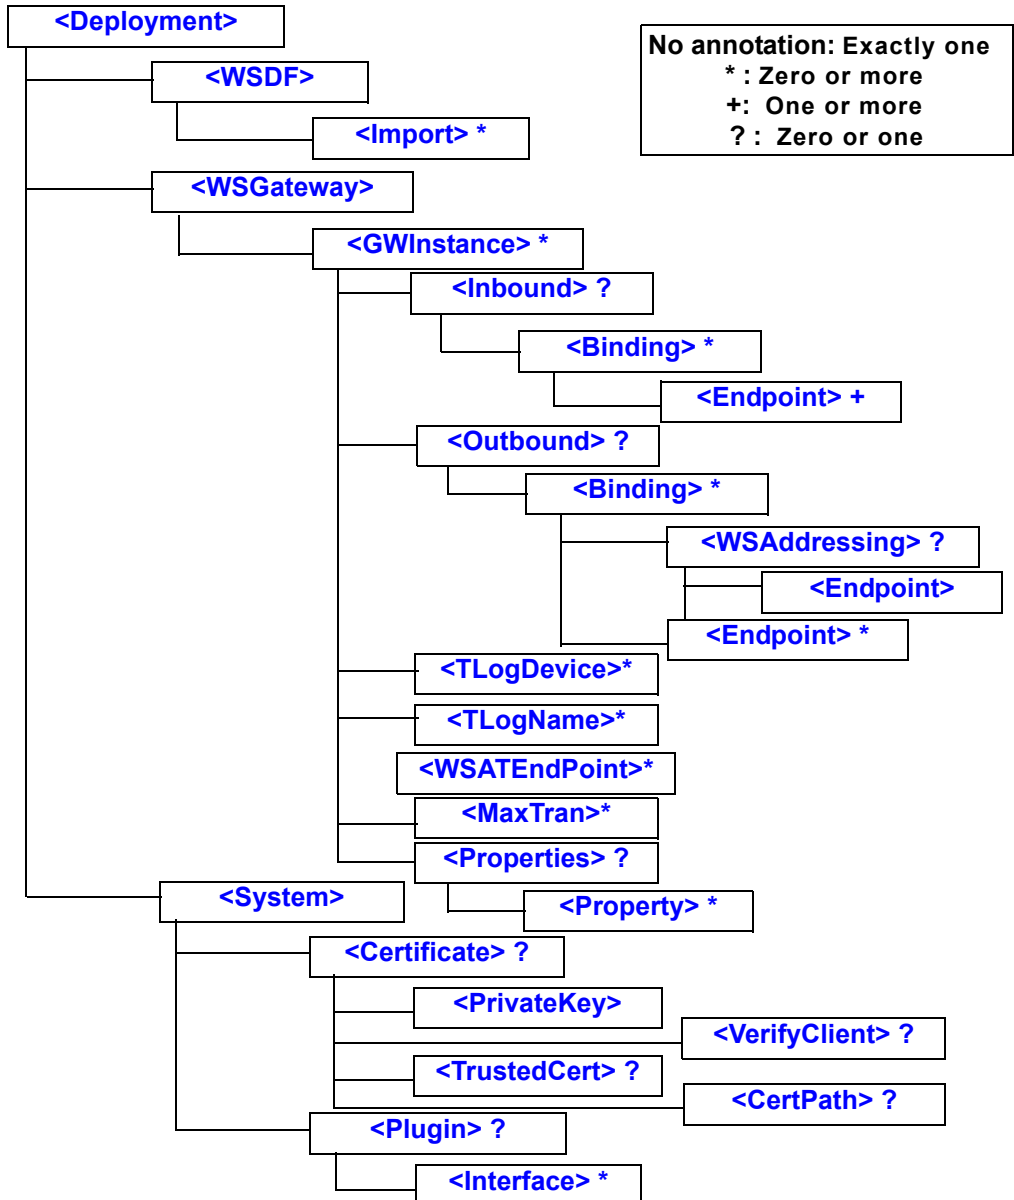 <Deployment>
No annotation: Exactly one
* : Zero or more
+: One or more
? : Zero or one
<WSDF>
<Import> *
<WSGateway>
<GWInstance> *
<Inbound> ?
<Binding> *
<Endpoint> +
<Outbound> ?
<Binding> *
<WSAddressing> ?
<Endpoint>
<Endpoint> *
<TLogDevice>*
<TLogName>*
<WSATEndPoint>*
<MaxTran>*
<Properties> ?
<Property> *
<System>
<Certificate> ?
<PrivateKey>
<VerifyClient> ?
<TrustedCert> ?
<CertPath> ?
<Plugin> ?
<Interface> *